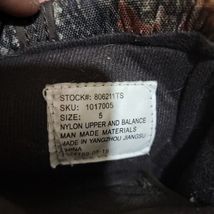 STOCK#: 806211TS
SKU: 1017005
SIZE: 5
NYLON UPPER AND BALANCE
MAN MADE MATERIALS
MADE IN YANGZHOU JIANGSU
CHINA